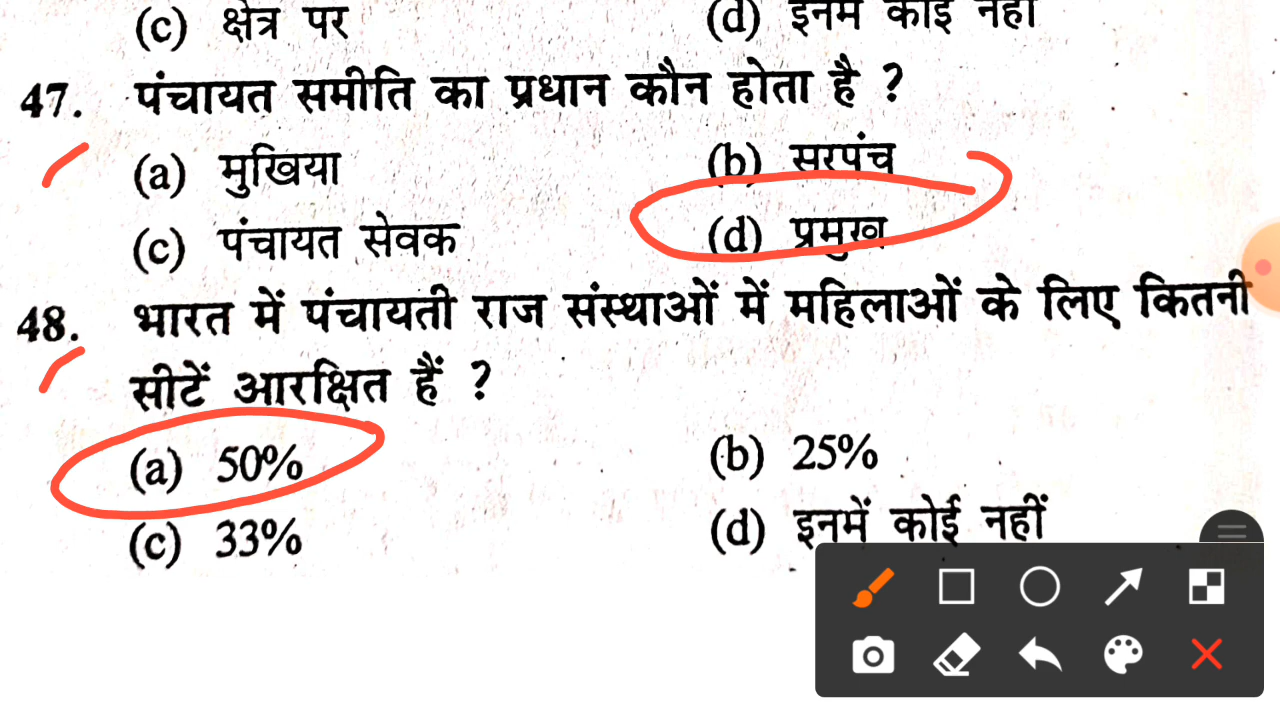 (c) क्षेत्र पर (d) इनमें कोई नहीं
47. पंचायत समीति का प्रधान कौन होता है ?
(a) मुखिया (b) सरपंच
(c) पंचायत सेवक (d) प्रमुख
48. भारत में पंचायती राज संस्थाओं में महिलाओं के लिए कितनी
सीटें आरक्षित हैं ?
(a) 50% (b) 25%
(c) 33% (d) इनमें कोई नहीं